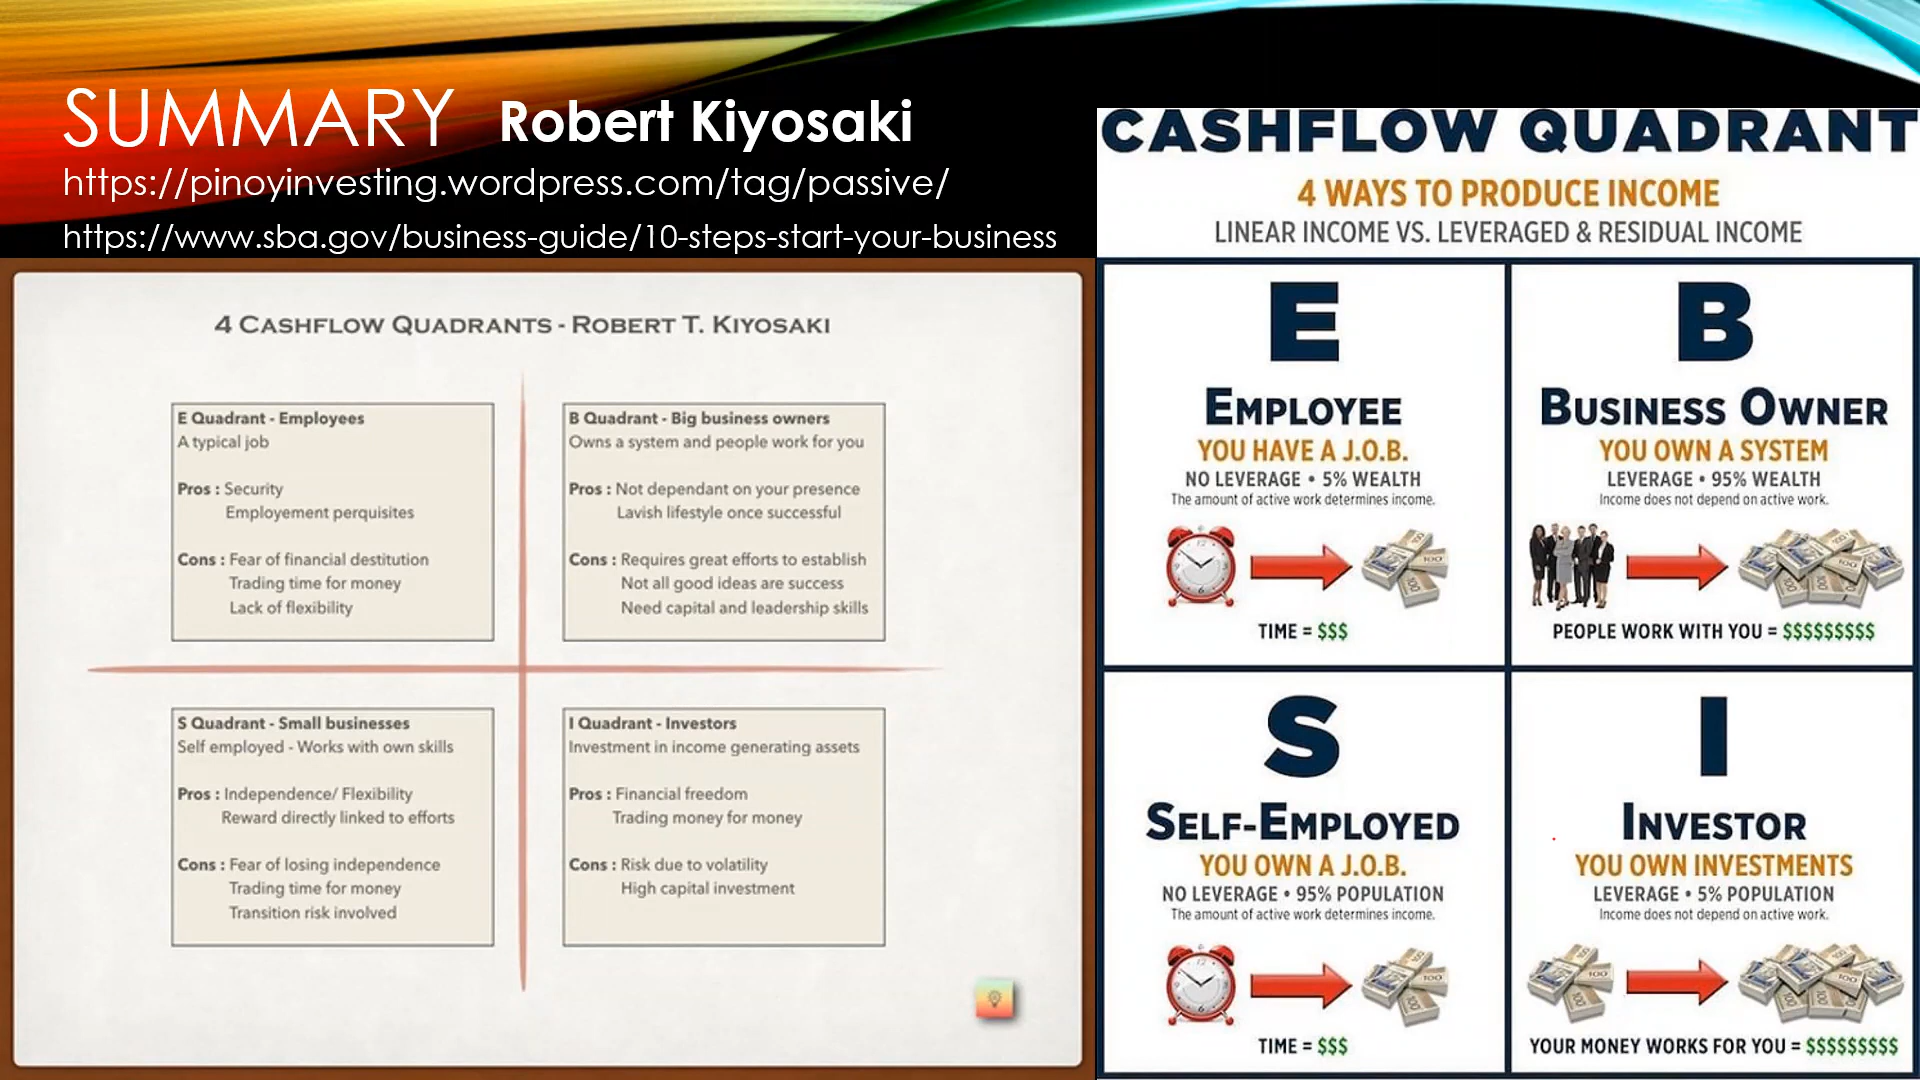 SUMMARY Robert Kiyosaki
https://pinoyinvesting.wordpress.com/tag/passive/
https://www.sba.gov/business-guide/10-steps-start-your-business
4 Cashflow Quadrants - Robert T. Kiyosaki
E Quadrant - Employees
A typical job
Pros : Security
Employement perquisites
Cons : Fear of financial destitution
Trading time for money
Lack of flexibility
B Quadrant - Big business owners
Owns a system and people work for you
Pros : Not dependant on your presence
Lavish lifestyle once successful
Cons : Requires great efforts to establish
Not all good ideas are success
Need capital and leadership skills
S Quadrant - Small businesses
Self employed - Works with own skills
Pros : Independence/ Flexibility
Reward directly linked to efforts
Cons : Fear of losing independence
Trading time for money
Transition risk involved
I Quadrant - Investors
Investment in income generating assets
Pros : Financial freedom
Trading money for money
Cons : Risk due to volatility
High capital investment
CASHFLOW QUADRANT
4 WAYS TO PRODUCE INCOME
LINEAR INCOME VS. LEVERAGED & RESIDUAL INCOME
E
EMPLOYEE
YOU HAVE A J.O.B.
NO LEVERAGE • 5% WEALTH
The amount of active work determines income.
TIME = $$$
B
BUSINESS OWNER
YOU OWN A SYSTEM
LEVERAGE • 95% WEALTH
Income does not depend on active work.
PEOPLE WORK WITH YOU = $$$$$$$$$
S
SELF-EMPLOYED
YOU OWN A J.O.B.
NO LEVERAGE • 95% POPULATION
The amount of active work determines income.
TIME = $$$
I
INVESTOR
YOU OWN INVESTMENTS
LEVERAGE • 5% POPULATION
Income does not depend on active work.
YOUR MONEY WORKS FOR YOU = $$$$$$$$$